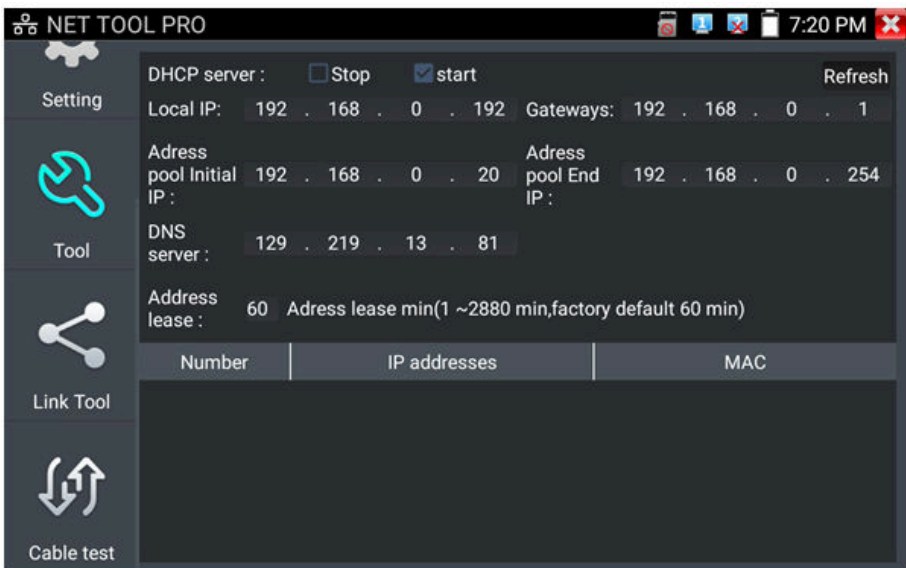 NET TOOL PRO
1
7:20 PM
Setting
Tool
Link Tool
Cable test
DHCP server : Stop start Refresh
Local IP: 192 . 168 . 0 . 192 Gateways: 192 . 168 . 0 . 1
Adress
pool Initial
IP :
192 . 168 . 0 . 20
Adress
pool End
IP :
192 . 168 . 0 . 254
DNS
server :
129 . 219 . 13 . 81
Address
lease :
60 Adress lease min(1 ~2880 min,factory default 60 min)
Number IP addresses MAC